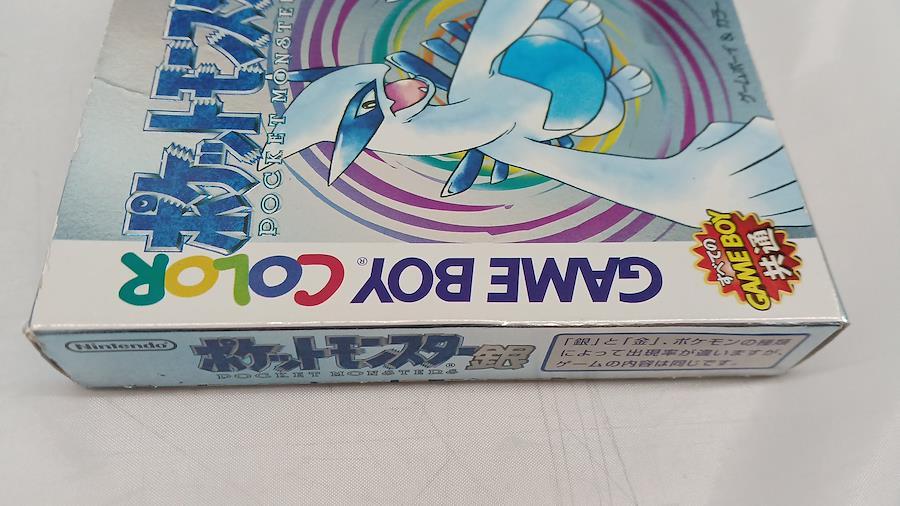 ポケットモンス
POCKET MONSTE
ゲームボーイ&カラー
GAME BOY COLOR®
すべての
GAME BOY
共通
Nintendo®
ポケットモンスター銀
POCKET MONSTERS®
「銀」と「金」、ポケモンの種類
によって出現率が違いますが、
ゲームの内容は同じです